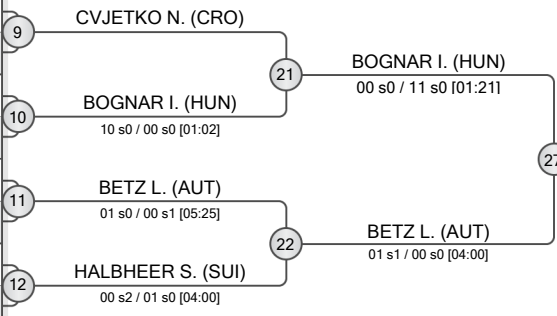 9
CVJETKO N. (CRO)
21
BOGNAR I. (HUN)
00 s0 / 11 s0 [01:21]
10
BOGNAR I. (HUN)
10 s0 / 00 s0 [01:02]
27
11
BETZ L. (AUT)
01 s0 / 00 s1 [05:25]
22
BETZ L. (AUT)
01 s1 / 00 s0 [04:00]
12
HALBHEER S. (SUI)
00 s2 / 01 s0 [04:00]